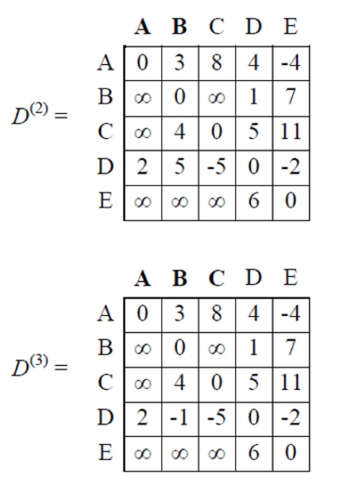 A B C D E
A 0 3 8 4 -4
B ∞ 0 ∞ 1 7
D(2) =
C ∞ 4 0 5 11
D 2 5 -5 0 -2
E ∞ ∞ ∞ 6 0
A B C D E
A 0 3 8 4 -4
B ∞ 0 ∞ 1 7
D(3) =
C ∞ 4 0 5 11
D 2 -1 -5 0 -2
E ∞ ∞ ∞ 6 0